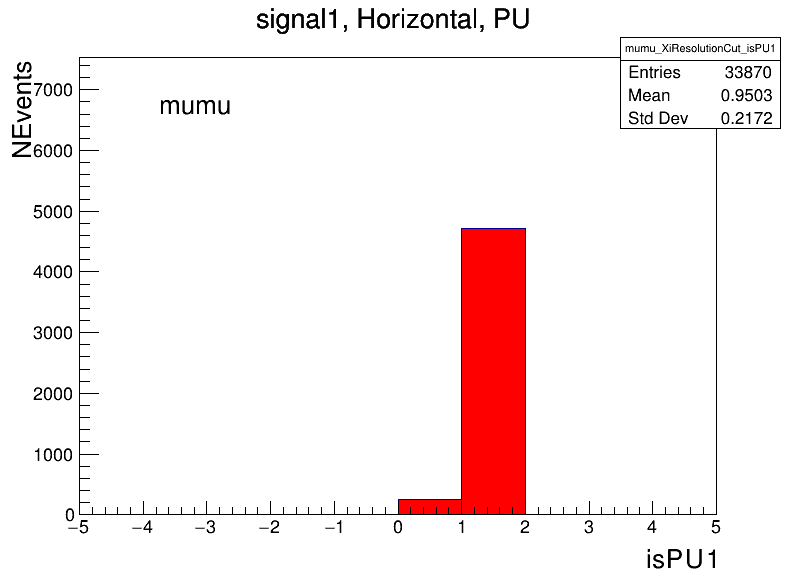 signal1, Horizontal, PU
mumu_XiResolutionCut_isPU1
Entries 33870
Mean 0.9503
Std Dev 0.2172
NEvents
mumu
7000
6000
5000
4000
3000
2000
1000
0
−5 −4 −3 −2 −1 0 1 2 3 4 5
isPU1